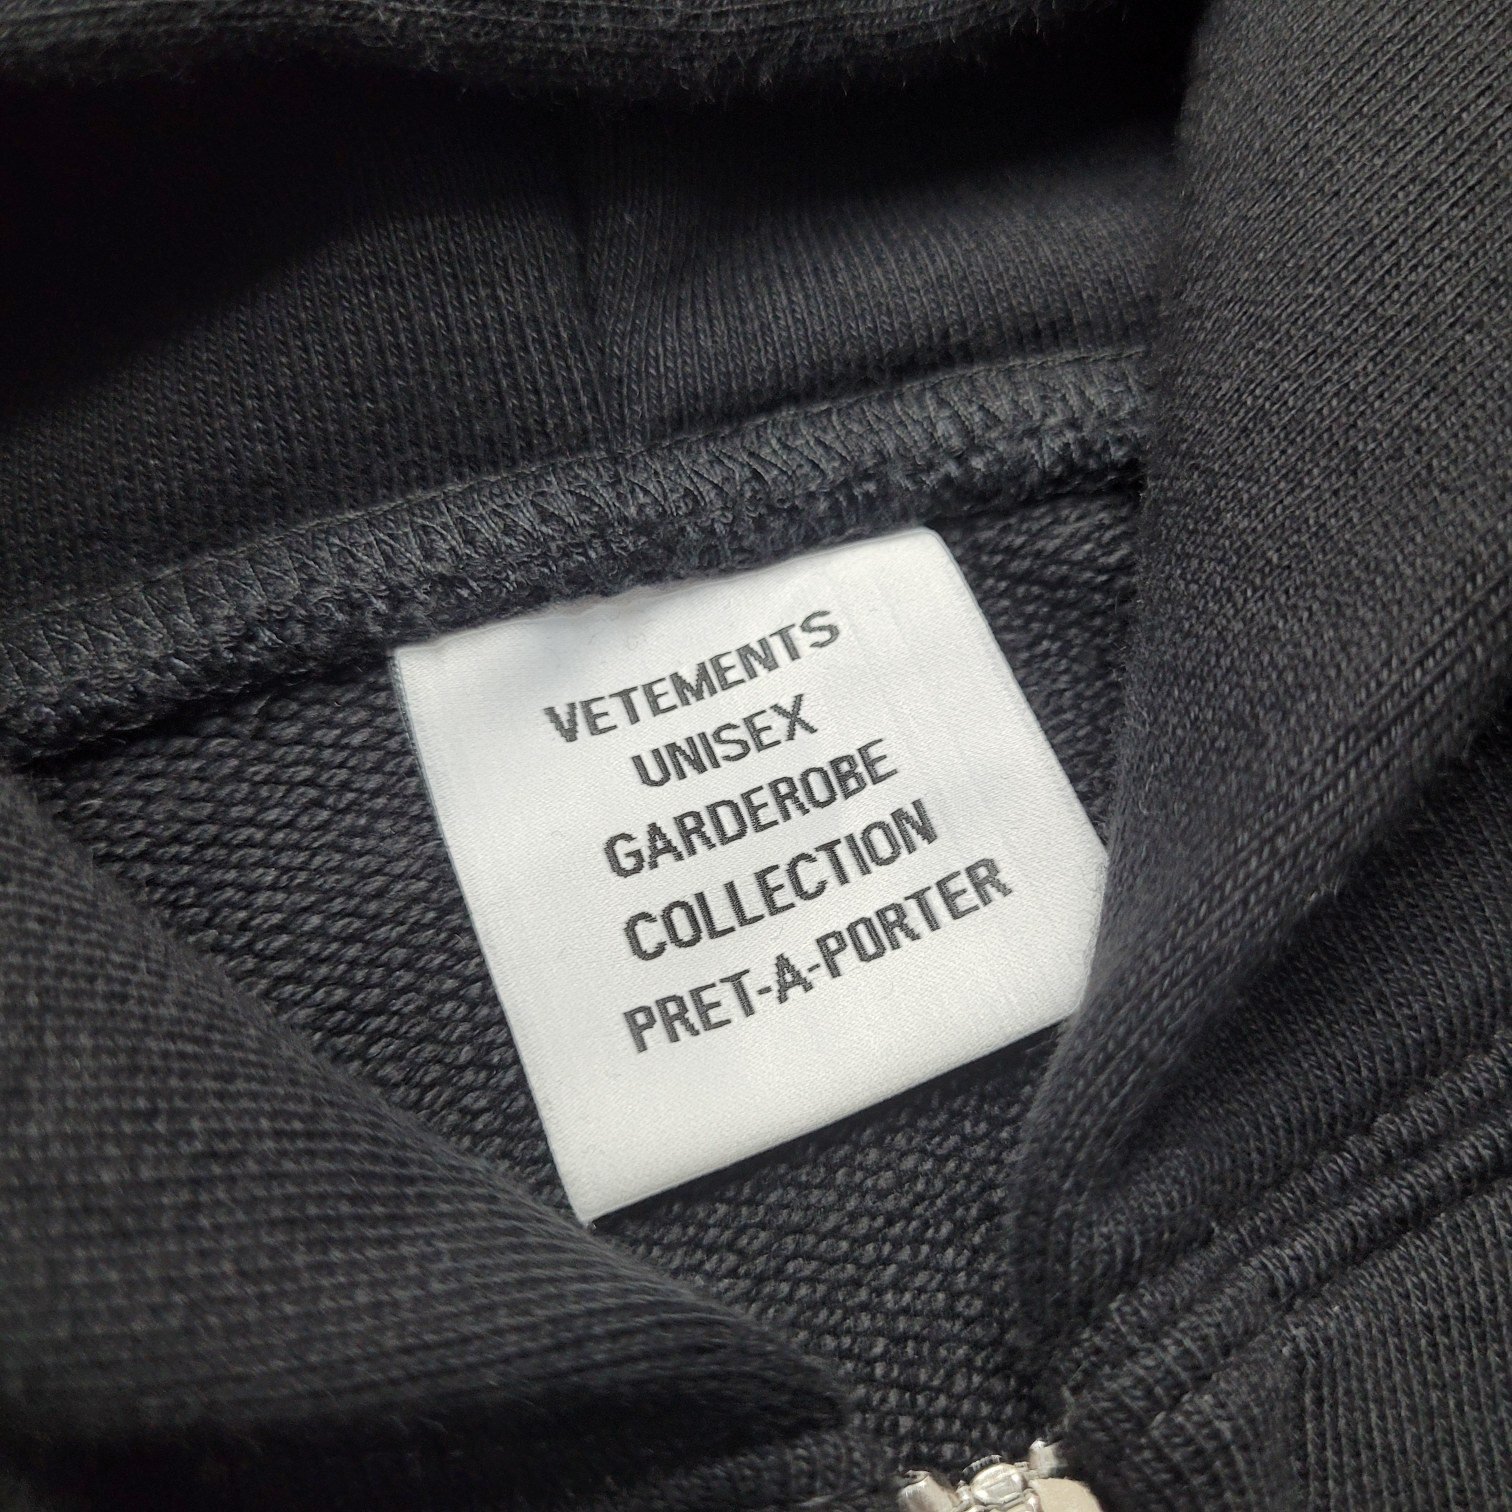 VETEMENTS
UNISEX
GARDEROBE
COLLECTION
PRET-A-PORTER